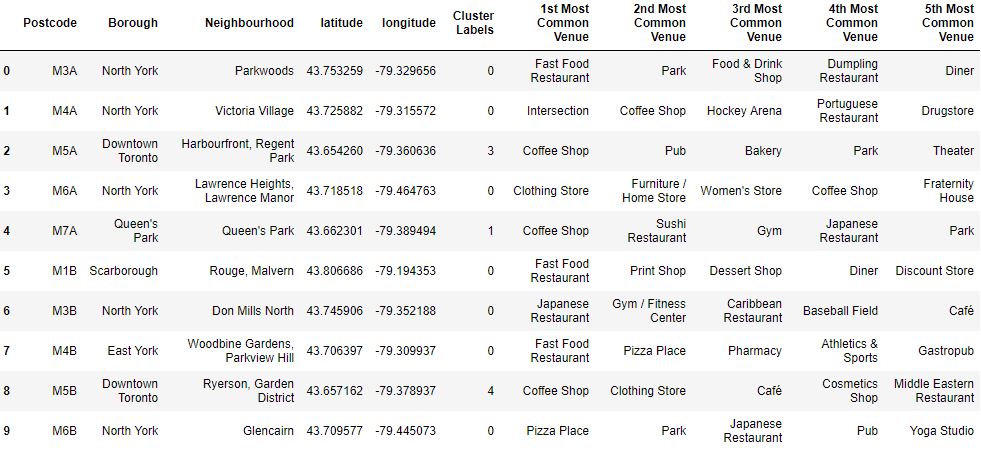 Postcode Borough Neighbourhood latitude longitude Cluster Labels 1st Most Common Venue 2nd Most Common Venue 3rd Most Common Venue 4th Most Common Venue 5th Most Common Venue
0 M3A North York Parkwoods 43.753259 -79.329656 0 Fast Food Restaurant Park Food & Drink Shop Dumpling Restaurant Diner
1 M4A North York Victoria Village 43.725882 -79.315572 0 Intersection Coffee Shop Hockey Arena Portuguese Restaurant Drugstore
2 M5A Downtown Toronto Harbourfront, Regent Park 43.654260 -79.360636 3 Coffee Shop Pub Bakery Park Theater
3 M6A North York Lawrence Heights, Lawrence Manor 43.718518 -79.464763 0 Clothing Store Furniture / Home Store Women's Store Coffee Shop Fraternity House
4 M7A Queen's Park Queen's Park 43.662301 -79.389494 1 Coffee Shop Sushi Restaurant Gym Japanese Restaurant Park
5 M1B Scarborough Rouge, Malvern 43.806686 -79.194353 0 Fast Food Restaurant Print Shop Dessert Shop Diner Discount Store
6 M3B North York Don Mills North 43.745906 -79.352188 0 Japanese Restaurant Gym / Fitness Center Caribbean Restaurant Baseball Field Café
7 M4B East York Woodbine Gardens, Parkview Hill 43.706397 -79.309937 0 Fast Food Restaurant Pizza Place Pharmacy Athletics & Sports Gastropub
8 M5B Downtown Toronto Ryerson, Garden District 43.657162 -79.378937 4 Coffee Shop Clothing Store Café Cosmetics Shop Middle Eastern Restaurant
9 M6B North York Glencairn 43.709577 -79.445073 0 Pizza Place Park Japanese Restaurant Pub Yoga Studio